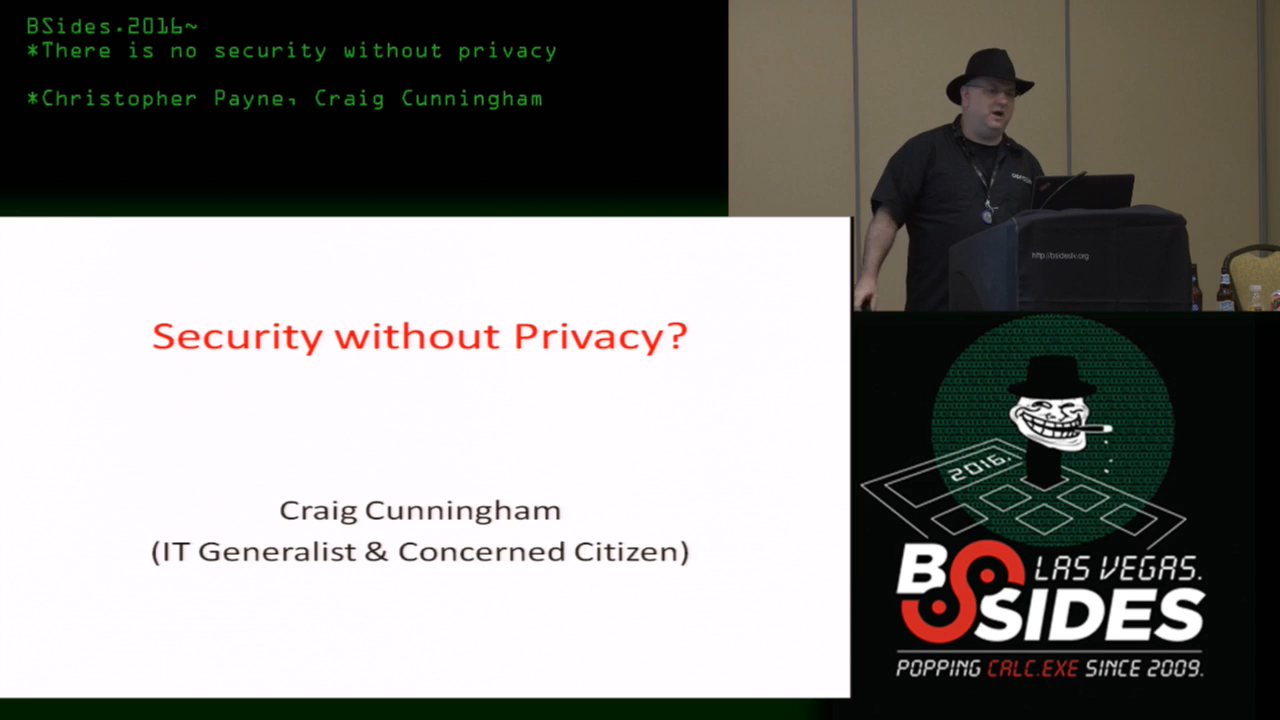 BSides.2016~
*There is no security without privacy
*Christopher Payne, Craig Cunningham
http://bsideslv.org
Security without Privacy?
Craig Cunningham
(IT Generalist & Concerned Citizen)
2016.
BSIDES
LAS VEGAS.
POPPING CALC.EXE SINCE 2009.